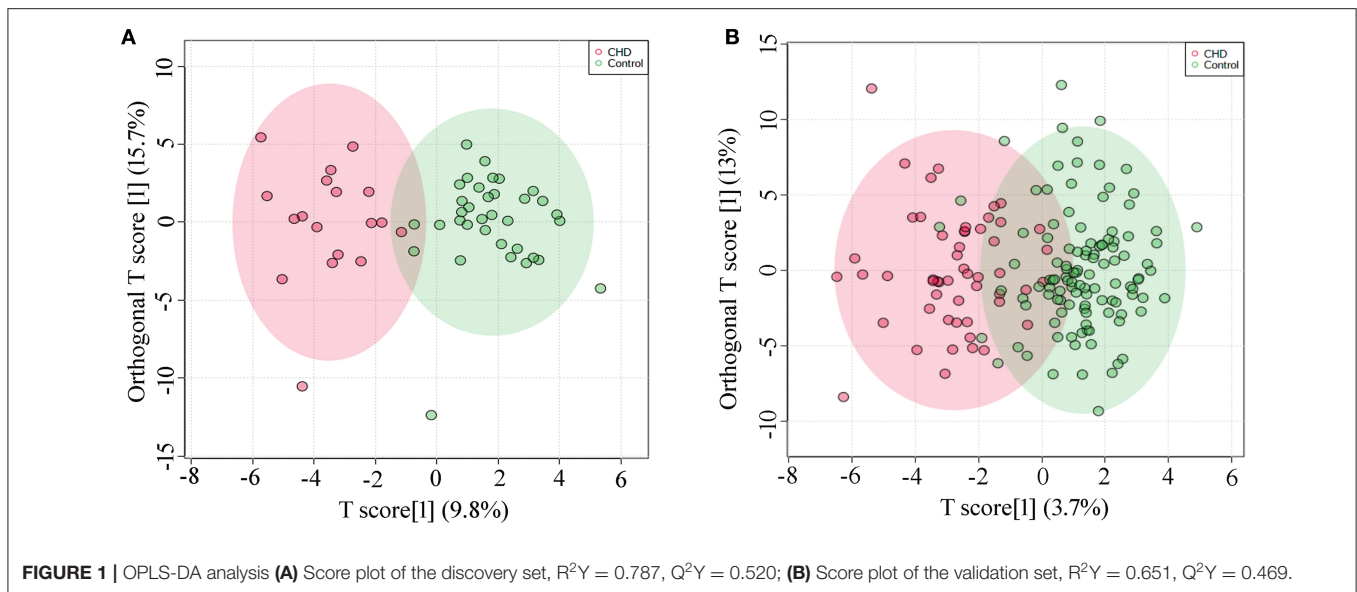 A
CHD
Control
10
5
0
-5
-10
-15
Orthogonal T score [1] (15.7%)
-8
-6
-4
-2
0
2
4
6
T score[1] (9.8%)
B
CHD
Control
15
10
5
0
-5
-10
Orthogonal T score [1] (13%)
-8
-6
-4
-2
0
2
4
6
T score[1] (3.7%)
FIGURE 1 | OPLS-DA analysis (A) Score plot of the discovery set, R²Y = 0.787, Q²Y = 0.520; (B) Score plot of the validation set, R²Y = 0.651, Q²Y = 0.469.